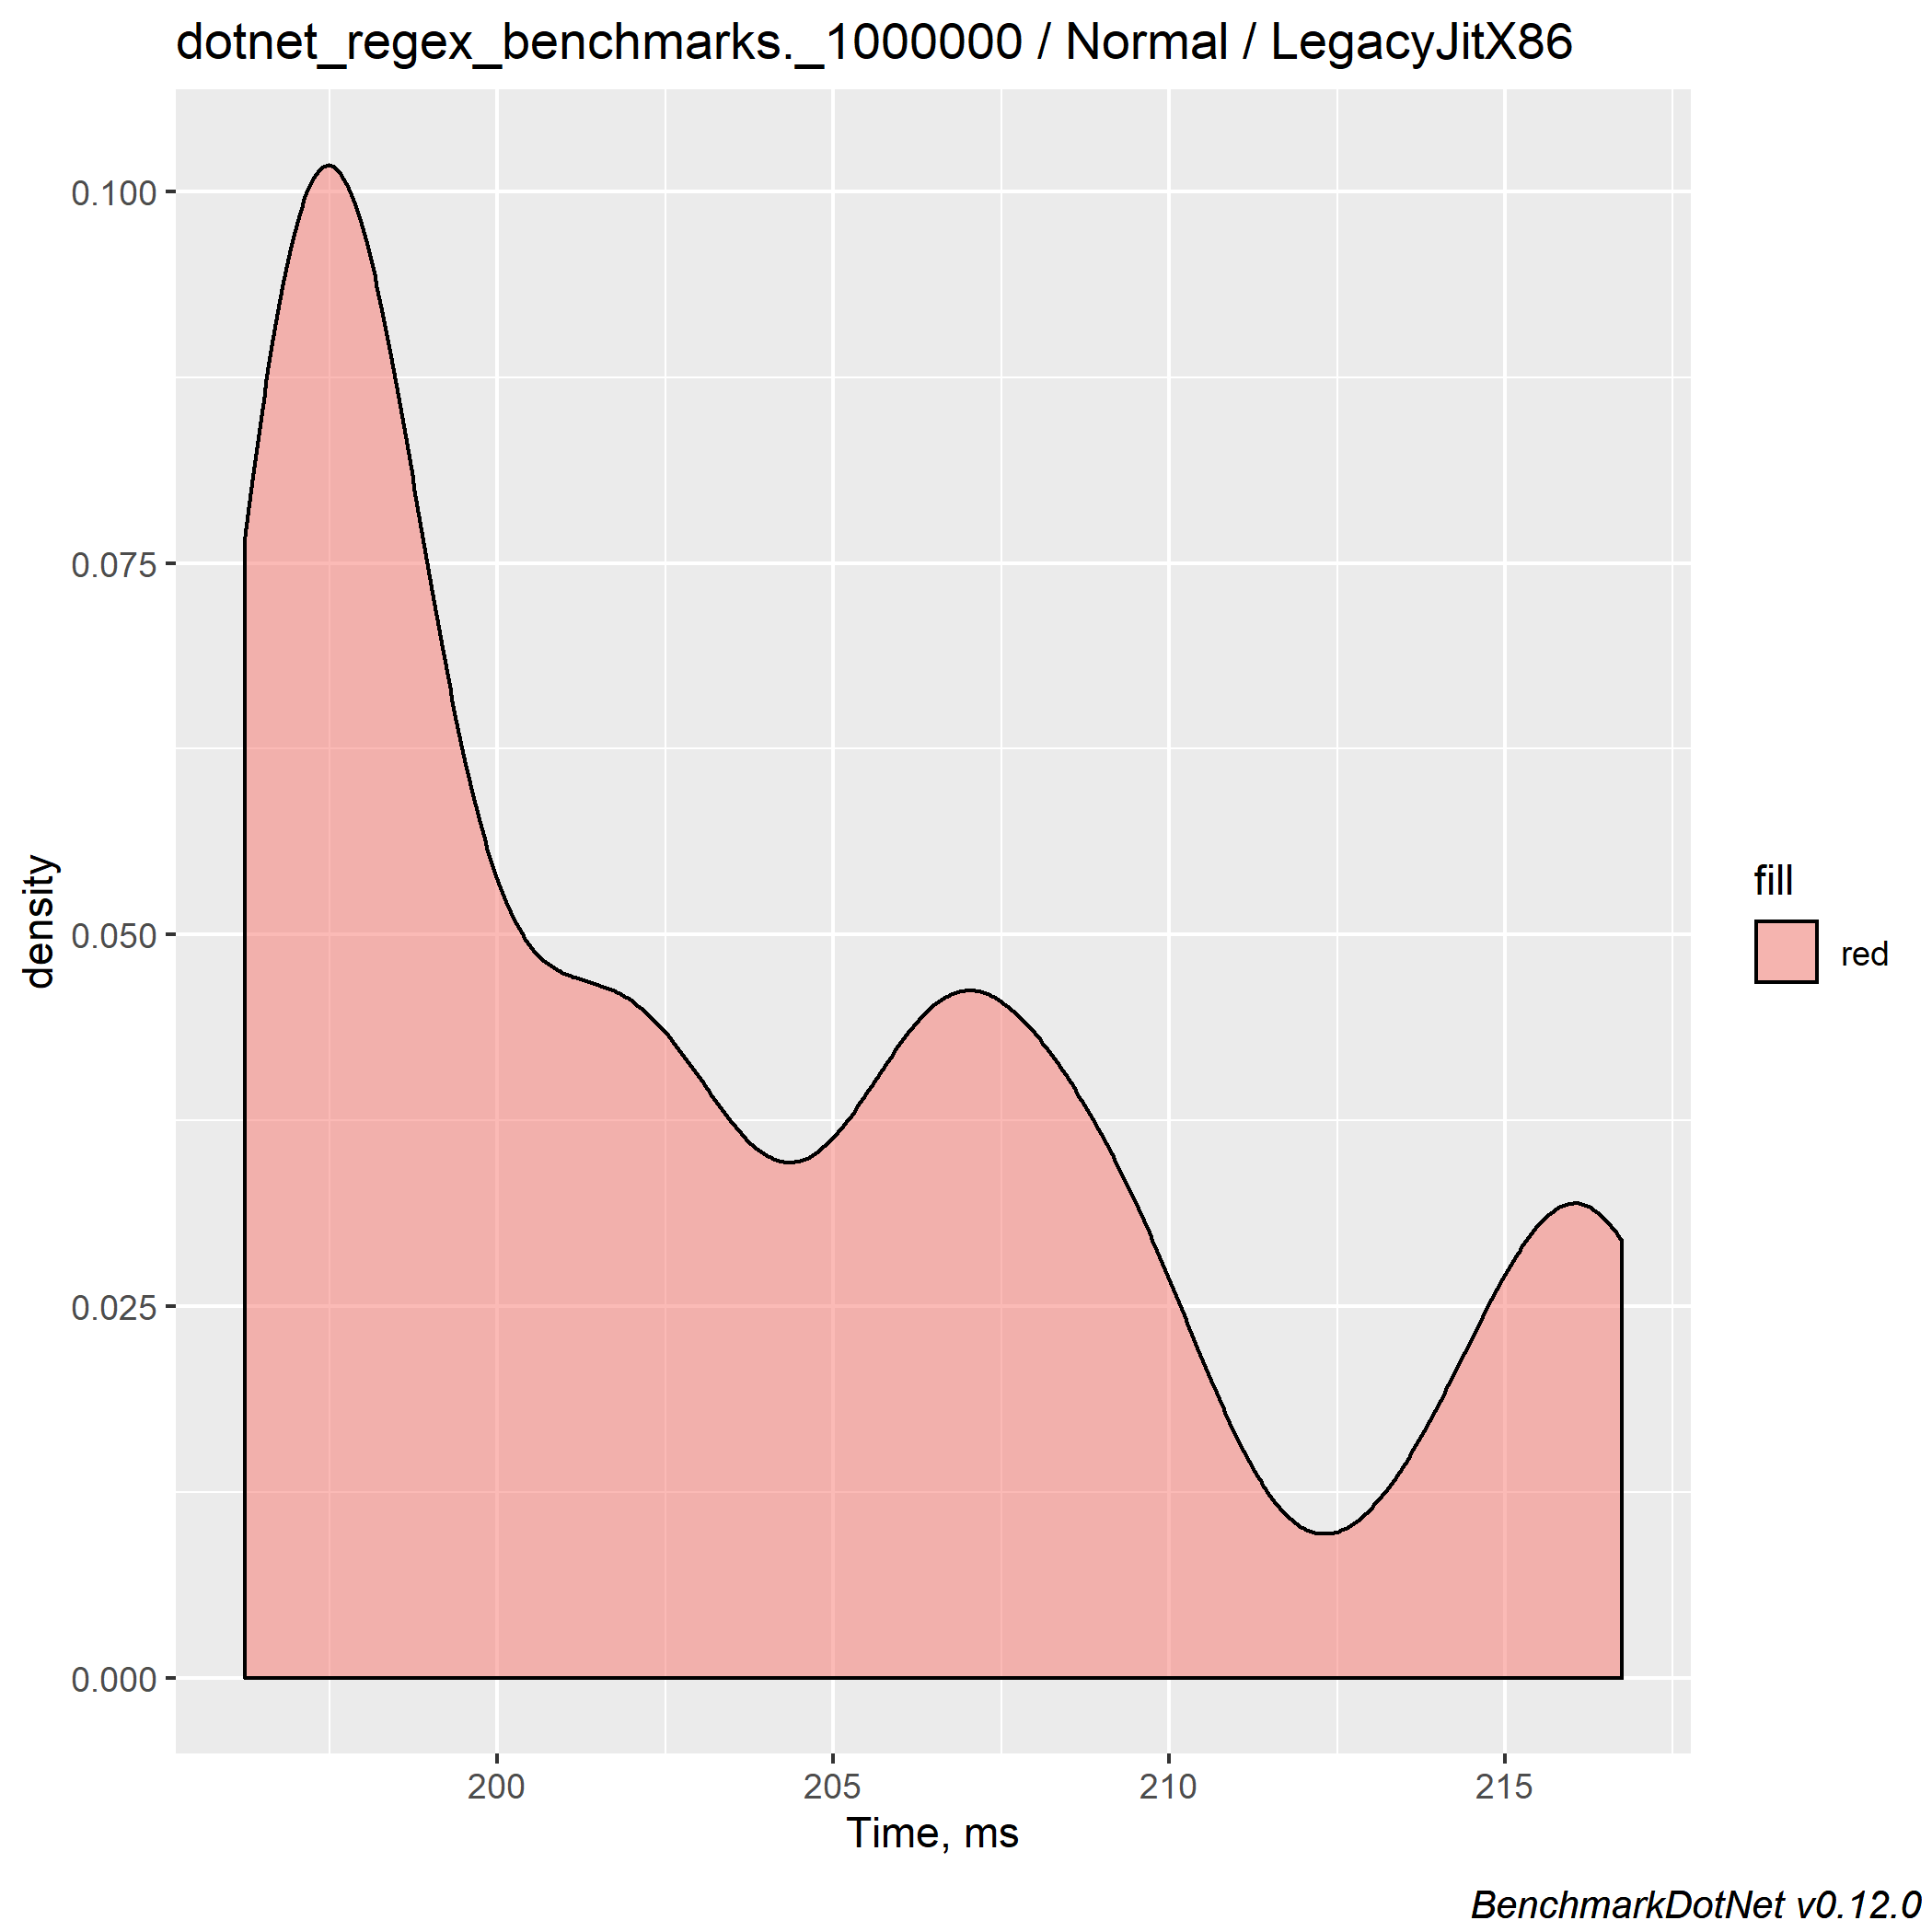 dotnet_regex_benchmarks._1000000 / Normal / LegacyJitX86
0.100
0.075
0.050
0.025
0.000
density
200
205
210
215
Time, ms
fill
red
BenchmarkDotNet v0.12.0